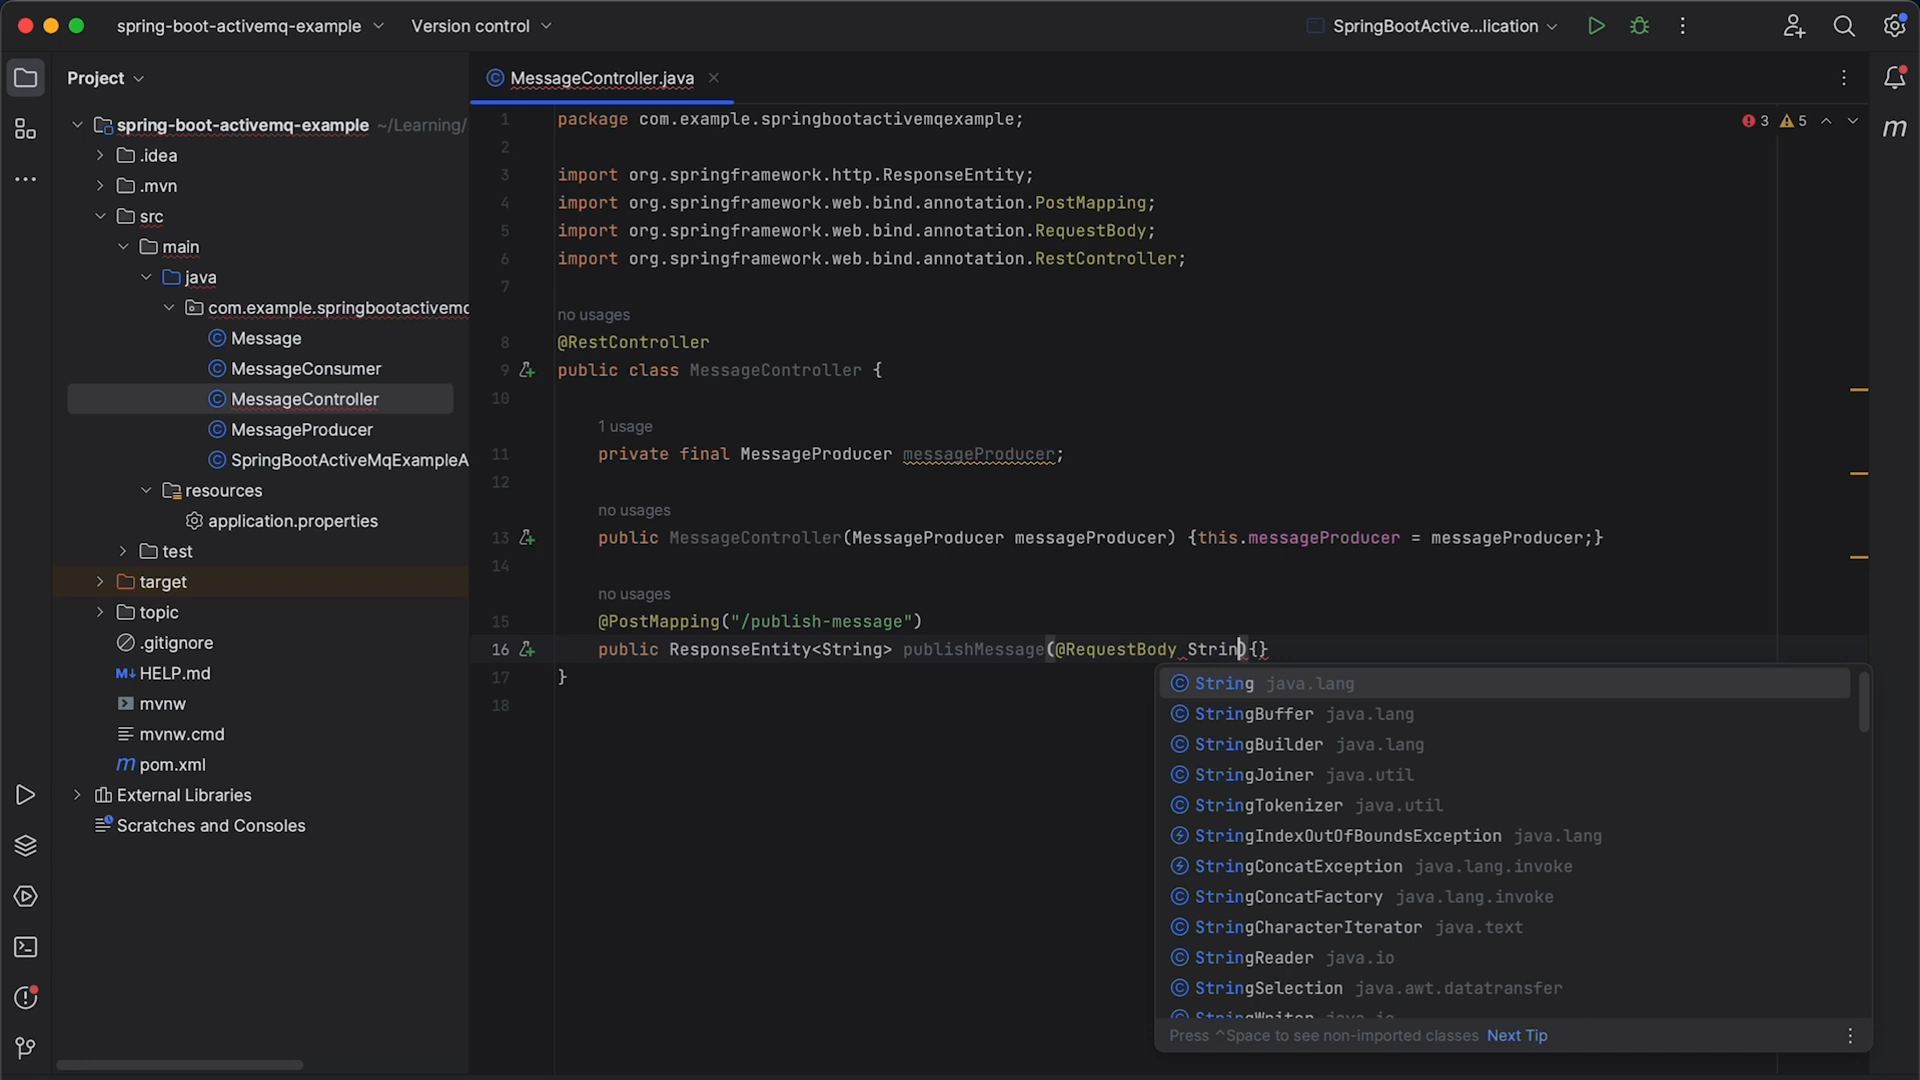 spring-boot-activemq-example
Version control
SpringBootActive...lication
Project
MessageController.java
spring-boot-activemq-example ~/Learning/
.idea
.mvn
src
main
java
com.example.springbootactivemq
Message
MessageConsumer
MessageController
MessageProducer
SpringBootActiveMqExampleA
resources
application.properties
test
target
topic
.gitignore
M↓ HELP.md
mvnw
mvnw.cmd
m pom.xml
External Libraries
Scratches and Consoles
3 5
m
1 package com.example.springbootactivemqexample;
2
3 import org.springframework.http.ResponseEntity;
4 import org.springframework.web.bind.annotation.PostMapping;
5 import org.springframework.web.bind.annotation.RequestBody;
6 import org.springframework.web.bind.annotation.RestController;
7
no usages
8 @RestController
9 public class MessageController {
10
1 usage
11 private final MessageProducer messageProducer;
12
no usages
13 public MessageController(MessageProducer messageProducer) {this.messageProducer = messageProducer;}
14
no usages
15 @PostMapping("/publish-message")
16 public ResponseEntity<String> publishMessage(@RequestBody Strin){}
17 }
18
String java.lang
StringBuffer java.lang
StringBuilder java.lang
StringJoiner java.util
StringTokenizer java.util
StringIndexOutOfBoundsException java.lang
StringConcatException java.lang.invoke
StringConcatFactory java.lang.invoke
StringCharacterIterator java.text
StringReader java.io
StringSelection java.awt.datatransfer
StringWriter java.io
Press ^Space to see non-imported classes Next Tip